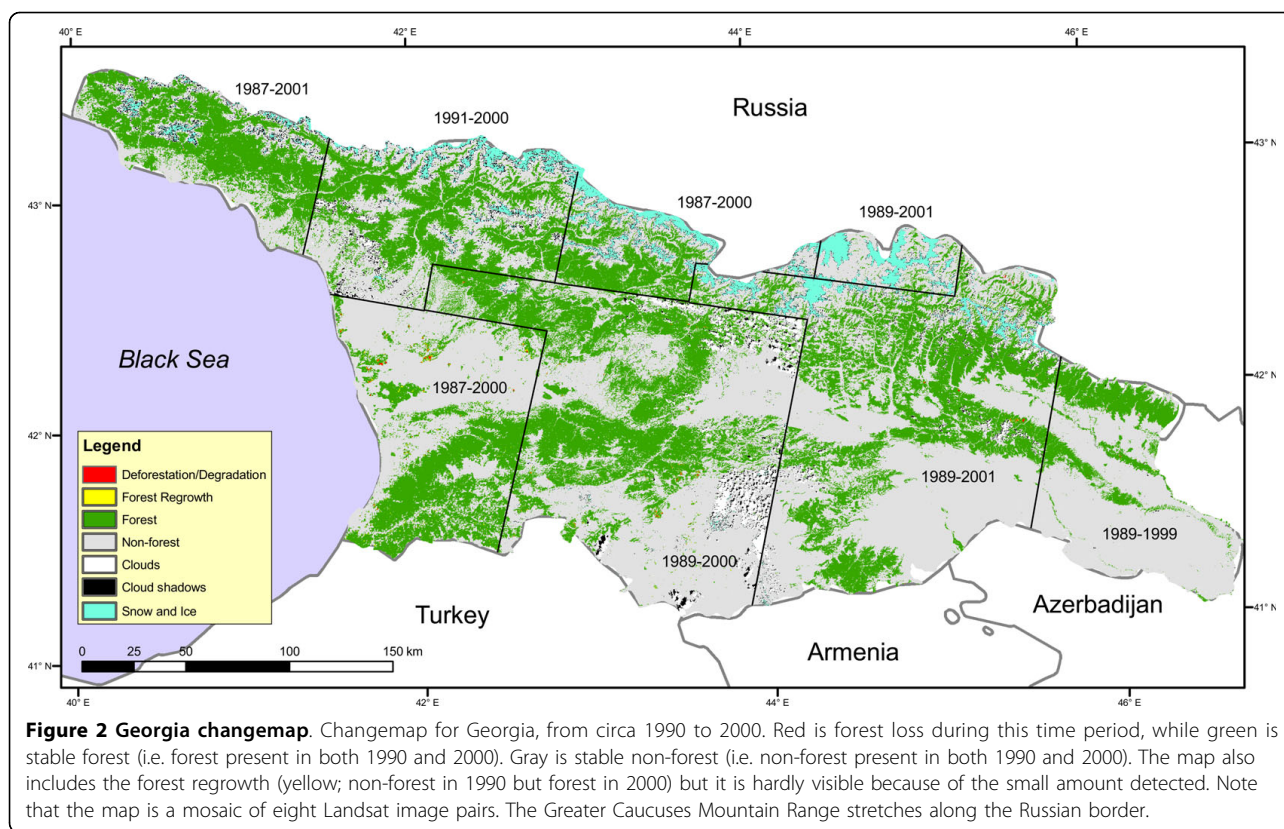 40° E 42° E 44° E 46° E
1987-2001
1991-2000
Russia
43° N 43° N
43° N
1987-2000
1989-2001
Black Sea
1987-2000
42° N
42° N
Legend
Deforestation/Degradation
Forest Regrowth
Forest
Non-forest
Clouds
Cloud shadows
Snow and Ice
1989-2001
1989-1999
1989-2000
Turkey
Azerbadijan
Armenia
41° N
0 25 50 100 150 km
41° N
40° E 42° E 44° E 46° E
Figure 2 Georgia changemap. Changemap for Georgia, from circa 1990 to 2000. Red is forest loss during this time period, while green is
stable forest (i.e. forest present in both 1990 and 2000). Gray is stable non-forest (i.e. non-forest present in both 1990 and 2000). The map also
includes the forest regrowth (yellow; non-forest in 1990 but forest in 2000) but it is hardly visible because of the small amount detected. Note
that the map is a mosaic of eight Landsat image pairs. The Greater Caucuses Mountain Range stretches along the Russian border.